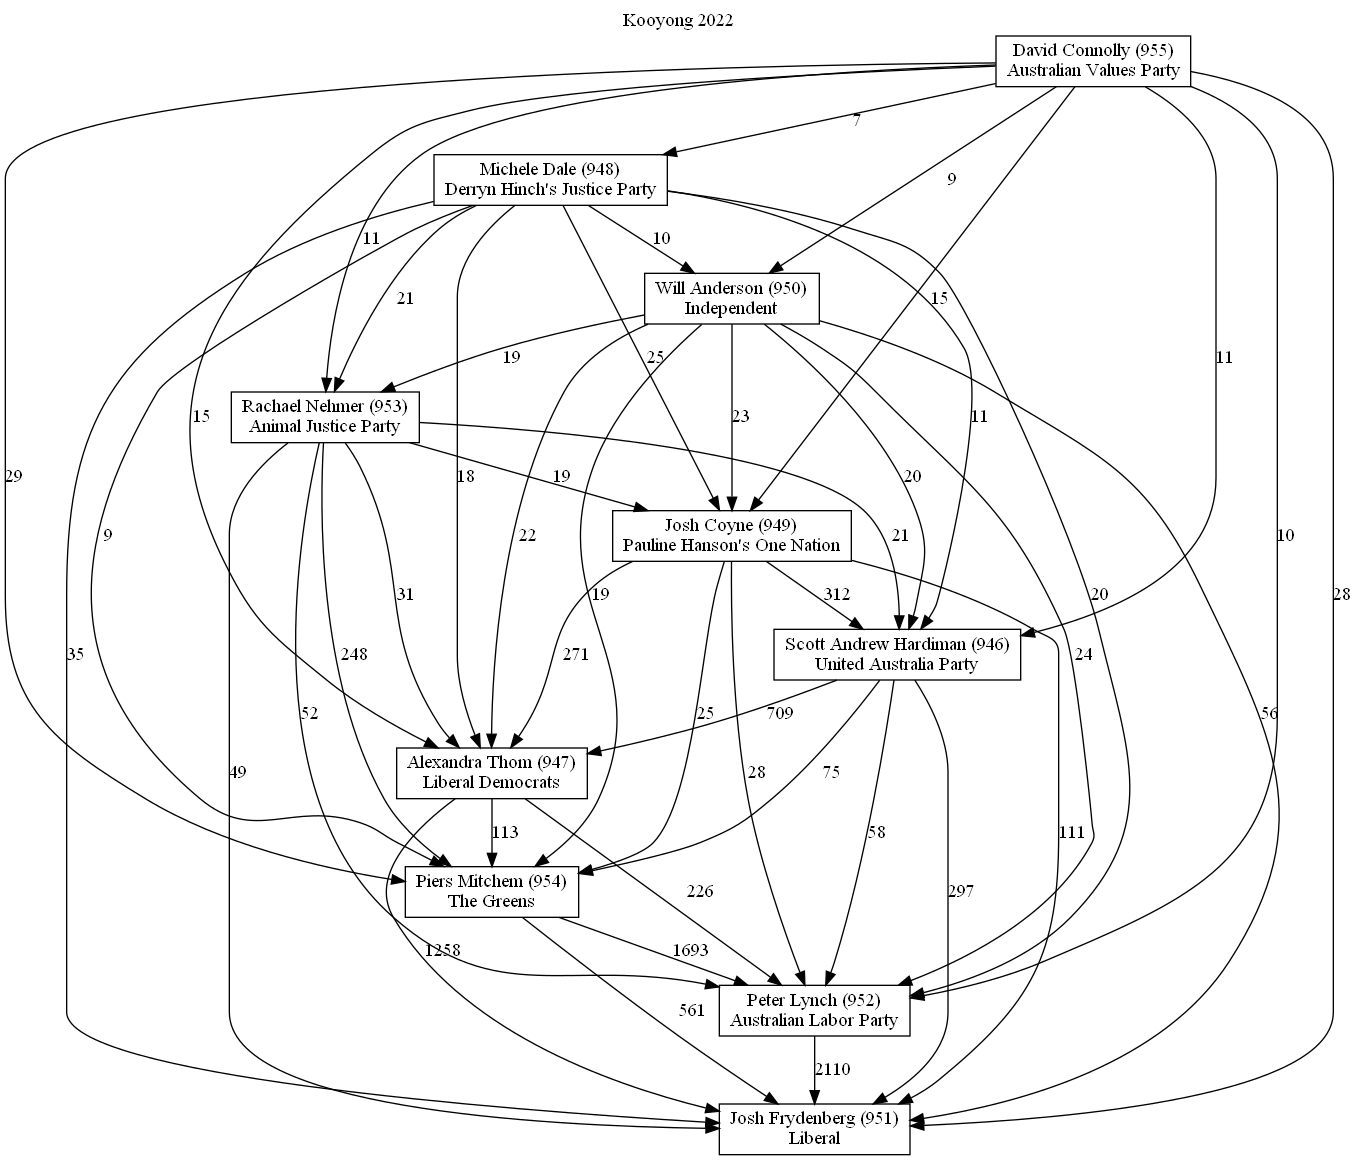 Kooyong 2022
David Connolly (955)
Australian Values Party
7
Michele Dale (948)
Derryn Hinch's Justice Party
9
11
10
Will Anderson (950)
Independent
21
15
19
25
11
Rachael Nehmer (953)
Animal Justice Party
15
23
11
29
18
19
20
Josh Coyne (949)
Pauline Hanson's One Nation
9
22
21
10
31
19
312
20
28
Scott Andrew Hardiman (946)
United Australia Party
35
248
271
24
52
25
709
56
Alexandra Thom (947)
Liberal Democrats
49
28
75
113
58
111
Piers Mitchem (954)
The Greens
226
297
1258
1693
Peter Lynch (952)
Australian Labor Party
561
2110
Josh Frydenberg (951)
Liberal